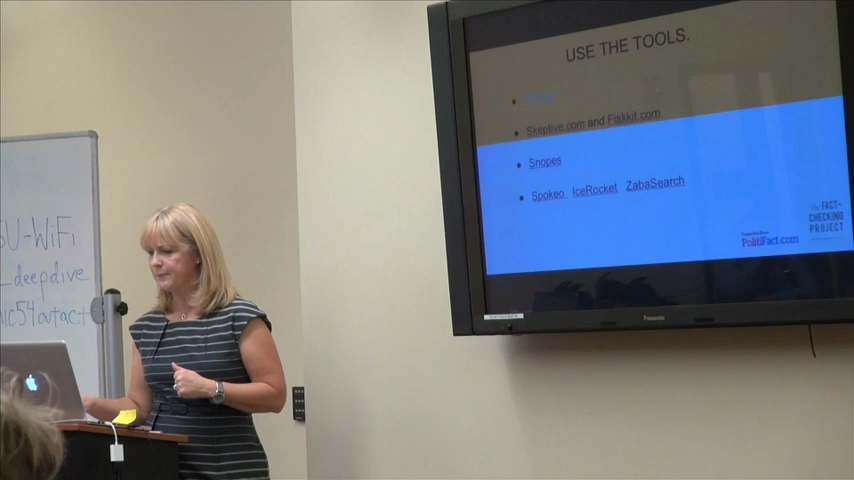 SU-WiFi
_deepdive
USE THE TOOLS.
Skeptive.com and Fiskkit.com
Snopes
Spokeo IceRocket ZabaSearch
PolitiFact.com
FACT-
CHECKING
PROJECT
Panasonic